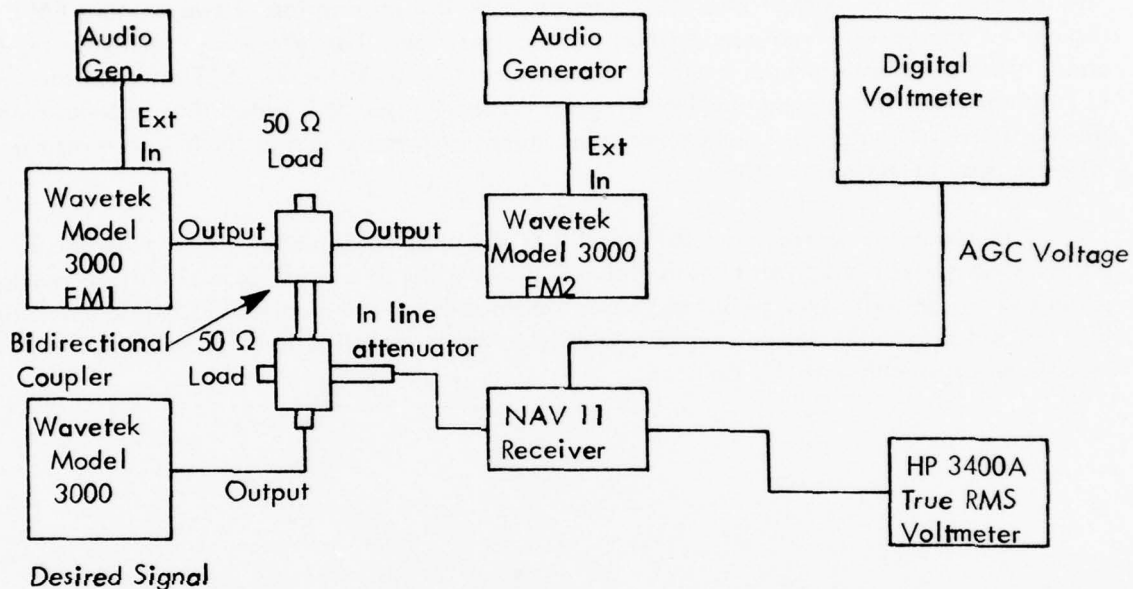 Audio
Gen.
Ext
In
Wavetek
Model
3000
FM1
Output
50 Ω
Load
Output
Audio
Generator
Ext
In
Wavetek
Model 3000
FM2
Digital
Voltmeter
AGC Voltage
Bidirectional
Coupler
50 Ω
Load
In line
attenuator
Wavetek
Model
3000
Output
NAV 11
Receiver
HP 3400A
True RMS
Voltmeter
Desired Signal